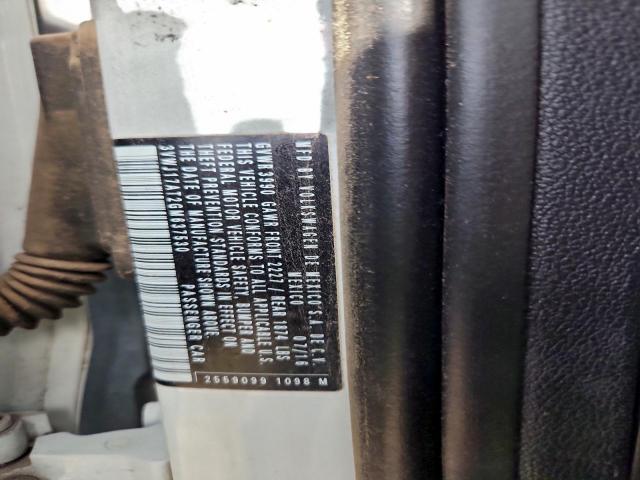 MFD BY VOLKSWAGEN DE MEXICO S.A. DE C.V.
MEXICO 07/16
GVWR 3990 GAWR FRONT 2227 / REAR LBS.
THIS VEHICLE CONFORMS TO ALL APPLICABLE U.S.
FEDERAL MOTOR VEHICLE SAFETY, BUMPER AND
THEFT PREVENTION STANDARDS IN EFFECT ON
THE DATE OF MANUFACTURE SHOWN ABOVE.
PASSENGER CAR
2559099 1098 M